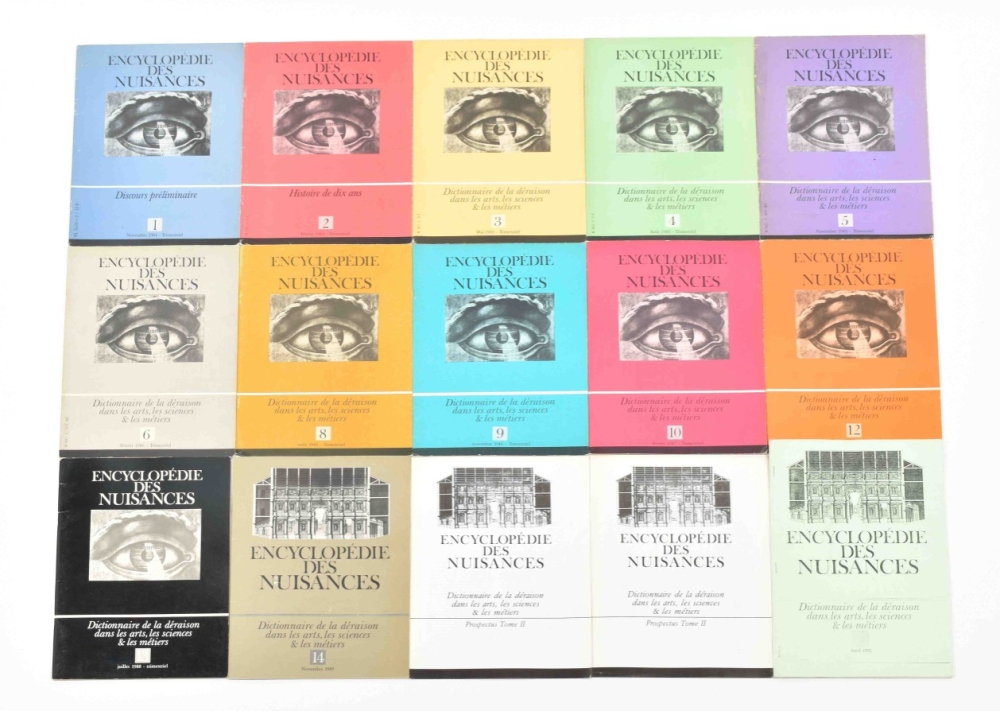 ENCYCLOPÉDIE
DES
NUISANCES
Discours préliminaire
1
ENCYCLOPÉDIE
DES
NUISANCES
Histoire de dix ans
2
ENCYCLOPÉDIE
DES
NUISANCES
Dictionnaire de la déraison
dans les arts, les sciences
& les métiers
3
ENCYCLOPÉDIE
DES
NUISANCES
Dictionnaire de la déraison
dans les arts, les sciences
& les métiers
4
ENCYCLOPÉDIE
DES
NUISANCES
Dictionnaire de la déraison
dans les arts, les sciences
& les métiers
5
ENCYCLOPÉDIE
DES
NUISANCES
Dictionnaire de la déraison
dans les arts, les sciences
& les métiers
6
ENCYCLOPÉDIE
DES
NUISANCES
Dictionnaire de la déraison
dans les arts, les sciences
& les métiers
8
ENCYCLOPÉDIE
DES
NUISANCES
Dictionnaire de la déraison
dans les arts, les sciences
& les métiers
9
ENCYCLOPÉDIE
DES
NUISANCES
Dictionnaire de la déraison
dans les arts, les sciences
& les métiers
10
ENCYCLOPÉDIE
DES
NUISANCES
Dictionnaire de la déraison
dans les arts, les sciences
& les métiers
12
ENCYCLOPÉDIE
DES
NUISANCES
Dictionnaire de la déraison
dans les arts, les sciences
& les métiers
juillet 1988 - trimestriel
ENCYCLOPÉDIE
DES
NUISANCES
Dictionnaire de la déraison
dans les arts, les sciences
& les métiers
14
ENCYCLOPÉDIE
DES
NUISANCES
Dictionnaire de la déraison
dans les arts, les sciences
& les métiers
Prospectus Tome II
ENCYCLOPÉDIE
DES
NUISANCES
Dictionnaire de la déraison
dans les arts, les sciences
& les métiers
Prospectus Tome II
ENCYCLOPÉDIE
DES
NUISANCES
Dictionnaire de la déraison
dans les arts, les sciences
& les métiers